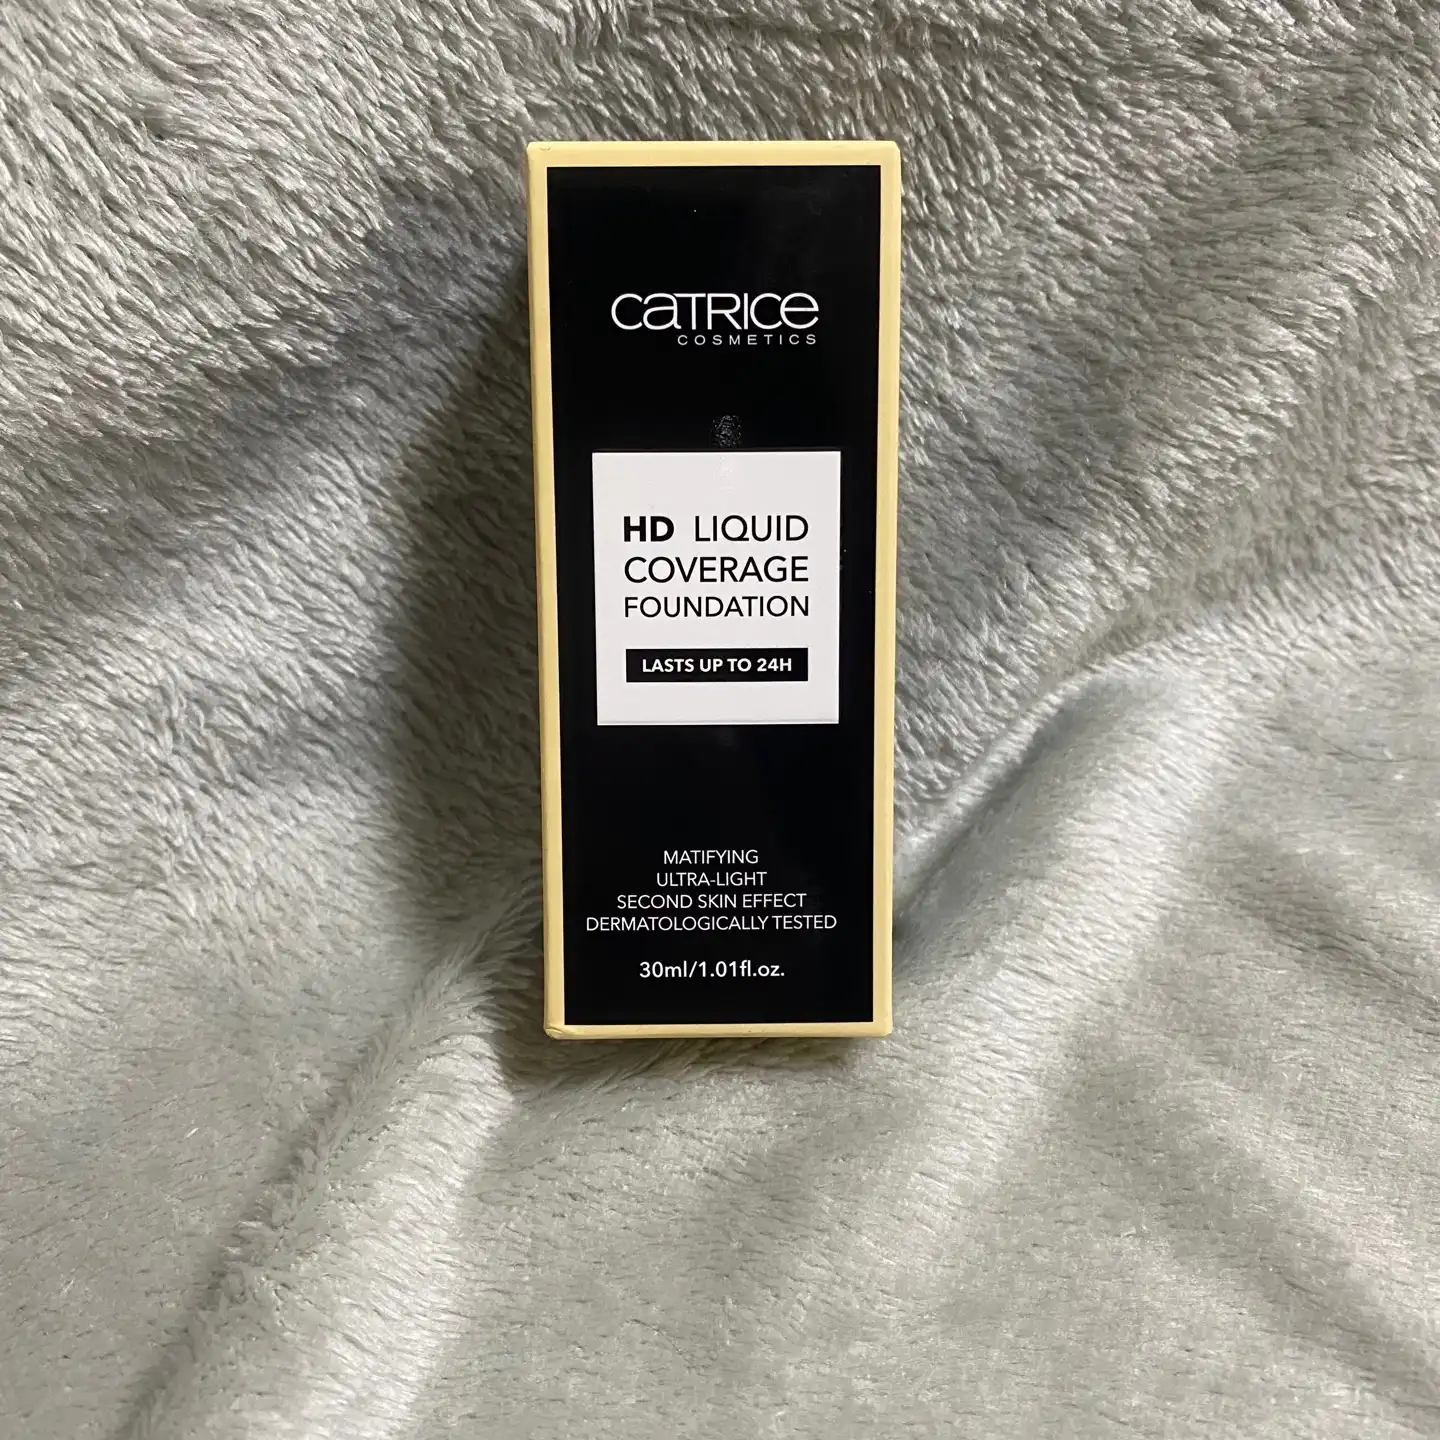 CATRICE
COSMETICS
HD LIQUID
COVERAGE
FOUNDATION
LASTS UP TO 24H
MATIFYING
ULTRA-LIGHT
SECOND SKIN EFFECT
DERMATOLOGICALLY TESTED
30ml/1.01fl.oz.